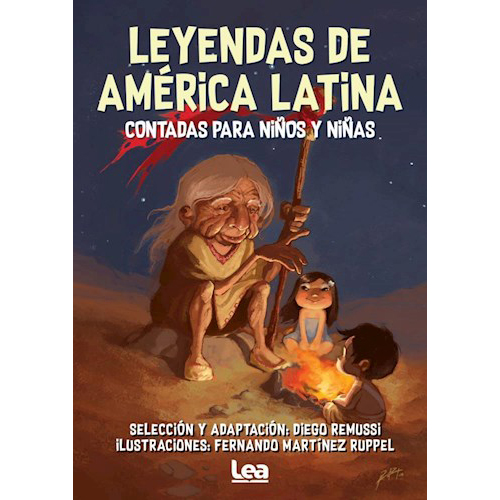 LEYENDAS DE
AMÉRICA LATINA
CONTADAS PARA NIÑOS Y NIÑAS
SELECCIÓN Y ADAPTACIÓN: DIEGO REMUSSI
ILUSTRACIONES: FERNANDO MARTÍNEZ RUPPEL
Lea